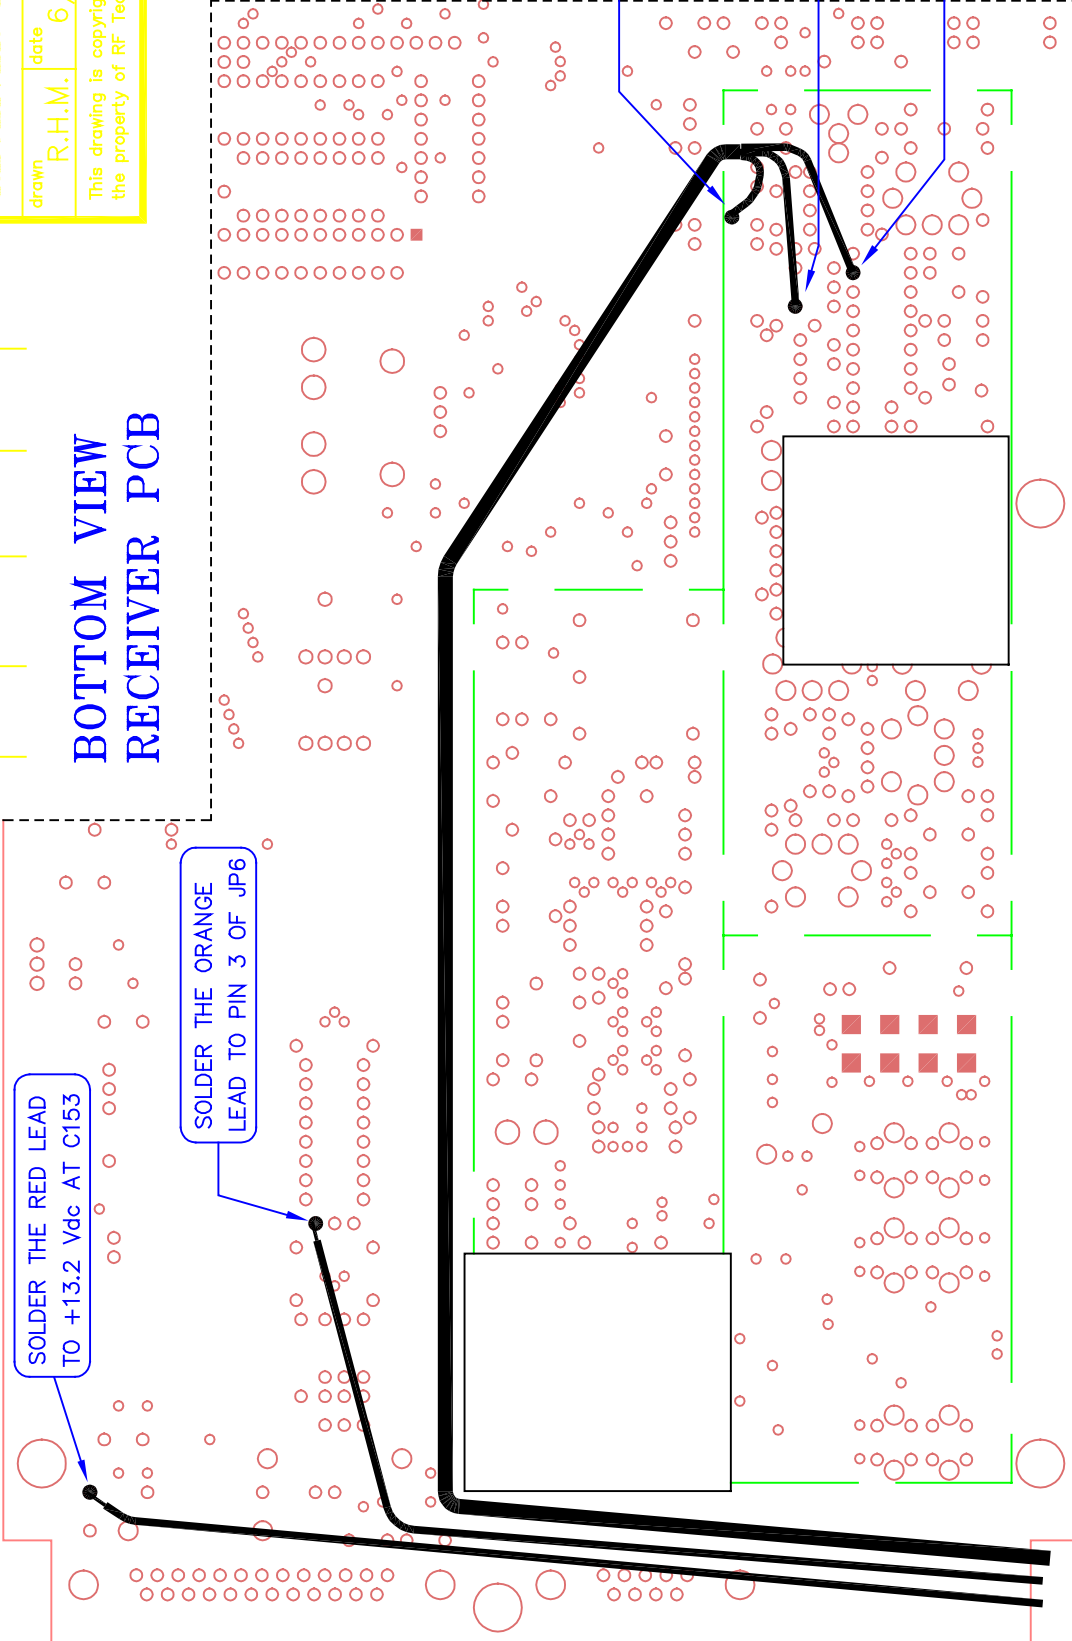 drawn
date
R.H.M.
6
This drawing is copyrig
the property of RF Tec
BOTTOM VIEW
RECEIVER PCB
SOLDER THE ORANGE
LEAD TO PIN 3 OF JP6
SOLDER THE RED LEAD
TO +13.2 Vdc AT C153